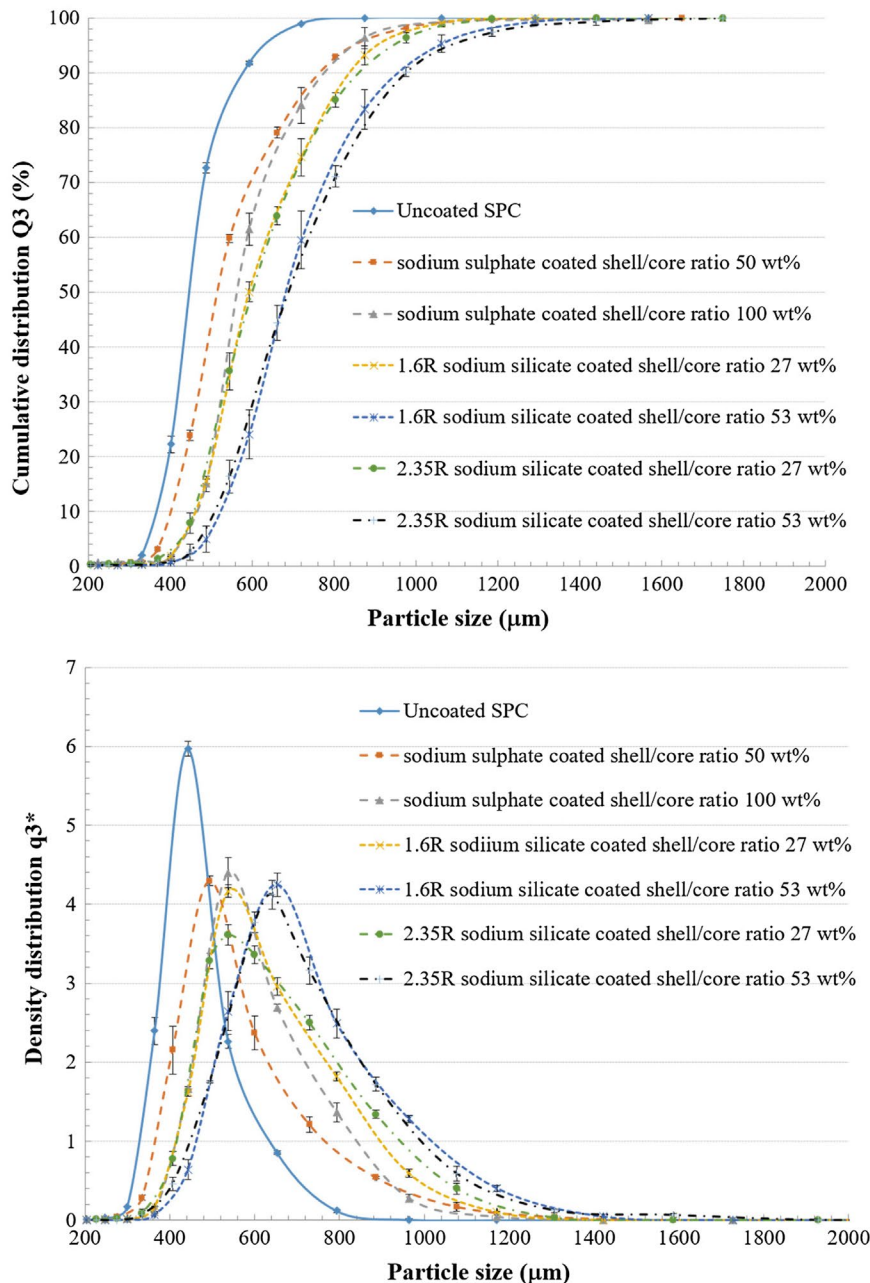 Cumulative distribution Q3 (%)
100
90
80
70
60
50
40
30
20
10
0
Uncoated SPC
sodium sulphate coated shell/core ratio 50 wt%
sodium sulphate coated shell/core ratio 100 wt%
1.6R sodium silicate coated shell/core ratio 27 wt%
1.6R sodium silicate coated shell/core ratio 53 wt%
2.35R sodium silicate coated shell/core ratio 27 wt%
2.35R sodium silicate coated shell/core ratio 53 wt%
200 400 600 800 1000 1200 1400 1600 1800 2000
Particle size (μm)
Density distribution q3*
7
6
5
4
3
2
1
0
Uncoated SPC
sodium sulphate coated shell/core ratio 50 wt%
sodium sulphate coated shell/core ratio 100 wt%
1.6R sodiium silicate coated shell/core ratio 27 wt%
1.6R sodium silicate coated shell/core ratio 53 wt%
2.35R sodium silicate coated shell/core ratio 27 wt%
2.35R sodium silicate coated shell/core ratio 53 wt%
200 400 600 800 1000 1200 1400 1600 1800 2000
Particle size (μm)